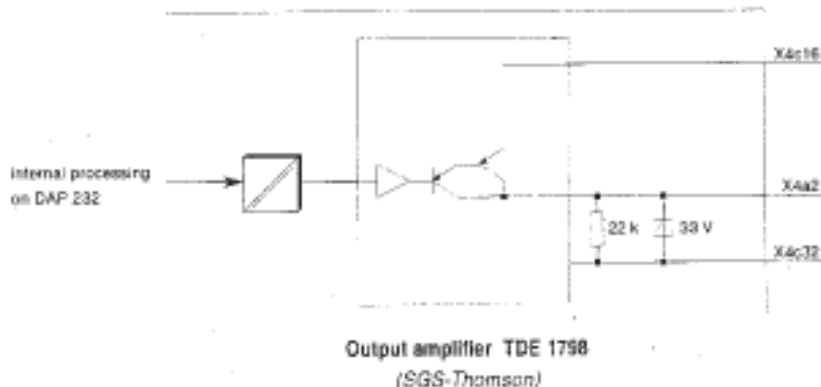 X4c16
internal processing
on DAP 232
X4a2
22 k
33 V
X4c32
Output amplifier TDE 1798
(SGS-Thomson)